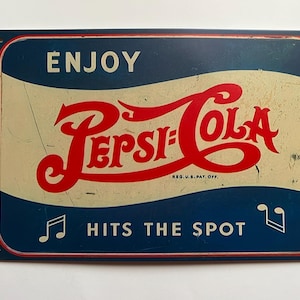 ENJOY
PEPSI=COLA
REG. U.S. PAT. OFF.
HITS THE SPOT